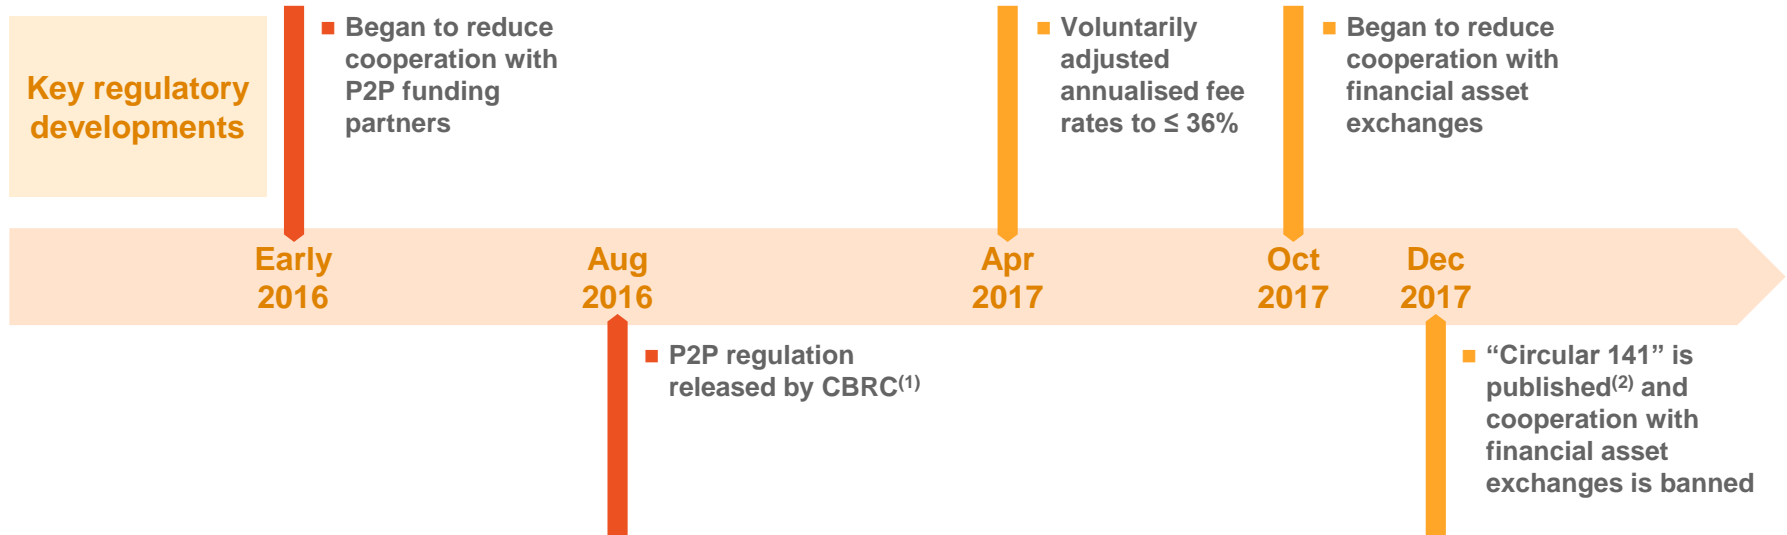 Key regulatory
developments
■ Began to reduce
cooperation with
P2P funding
partners
■ Voluntarily
adjusted
annualised fee
rates to ≤ 36%
■ Began to reduce
cooperation with
financial asset
exchanges
Early
2016
Aug
2016
Apr
2017
Oct
2017
Dec
2017
■ P2P regulation
released by CBRC(1)
■ “Circular 141” is
published(2) and
cooperation with
financial asset
exchanges is banned